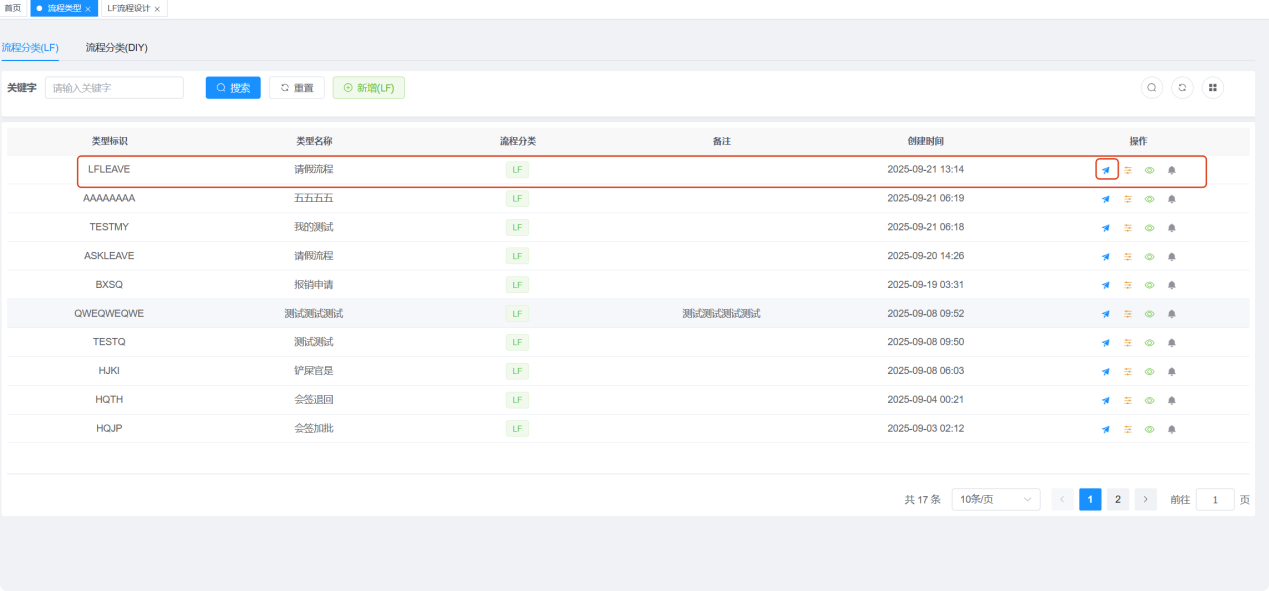 首页 流程类型 × LF流程设计 ×
流程分类(LF) 流程分类(DIY)
关键字 请输入关键字 搜索 重置 新增(LF)
类型标识 类型名称 流程分类 备注 创建时间 操作
LFLEAVE 请假流程 LF 2025-09-21 13:14
AAAAAAAA 五五五五 LF 2025-09-21 06:19
TESTMY 我的测试 LF 2025-09-21 06:18
ASKLEAVE 请假流程 LF 2025-09-20 14:26
BXSQ 报销申请 LF 2025-09-19 03:31
QWEQWEQWE 测试测试测试 LF 测试测试测试测试 2025-09-08 09:52
TESTQ 测试测试 LF 2025-09-08 09:50
HJKI 铲屎官是 LF 2025-09-08 06:03
HQTH 会签退回 LF 2025-09-04 00:21
HQJP 会签加批 LF 2025-09-03 02:12
共 17 条 10条/页 < 1 2 > 前往 1 页